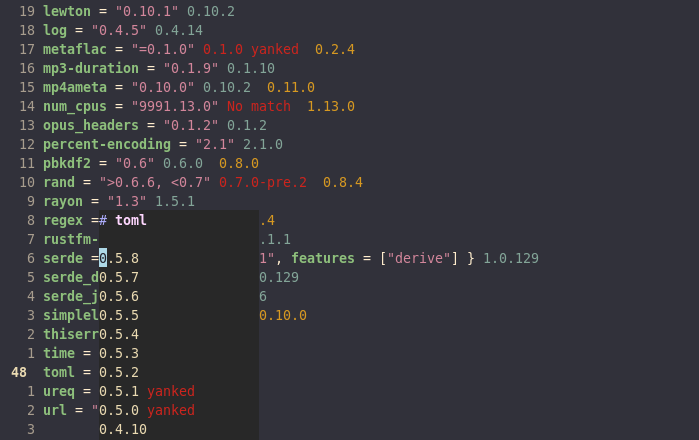 19 lewton = "0.10.1" 0.10.2
18 log = "0.4.5" 0.4.14
17 metaflac = "=0.1.0" 0.1.0 yanked 0.2.4
16 mp3-duration = "0.1.9" 0.1.10
15 mp4ameta = "0.10.0" 0.10.2 0.11.0
14 num_cpus = "9991.13.0" No match 1.13.0
13 opus_headers = "0.1.2" 0.1.2
12 percent-encoding = "2.1" 2.1.0
11 pbkdf2 = "0.6" 0.6.0 0.8.0
10 rand = ">0.6.6, <0.7" 0.7.0-pre.2 0.8.4
9 rayon = "1.3" 1.5.1
8 regex =# toml .4
7 rustfm- .1.1
6 serde =0.5.8 1", features = ["derive"] } 1.0.129
5 serde_d0.5.7 0.129
4 serde_j0.5.6 6
3 simplel0.5.5 0.10.0
2 thiserr0.5.4
1 time = 0.5.3
48 toml = 0.5.2
1 ureq = 0.5.1 yanked
2 url = "0.5.0 yanked
3 0.4.10